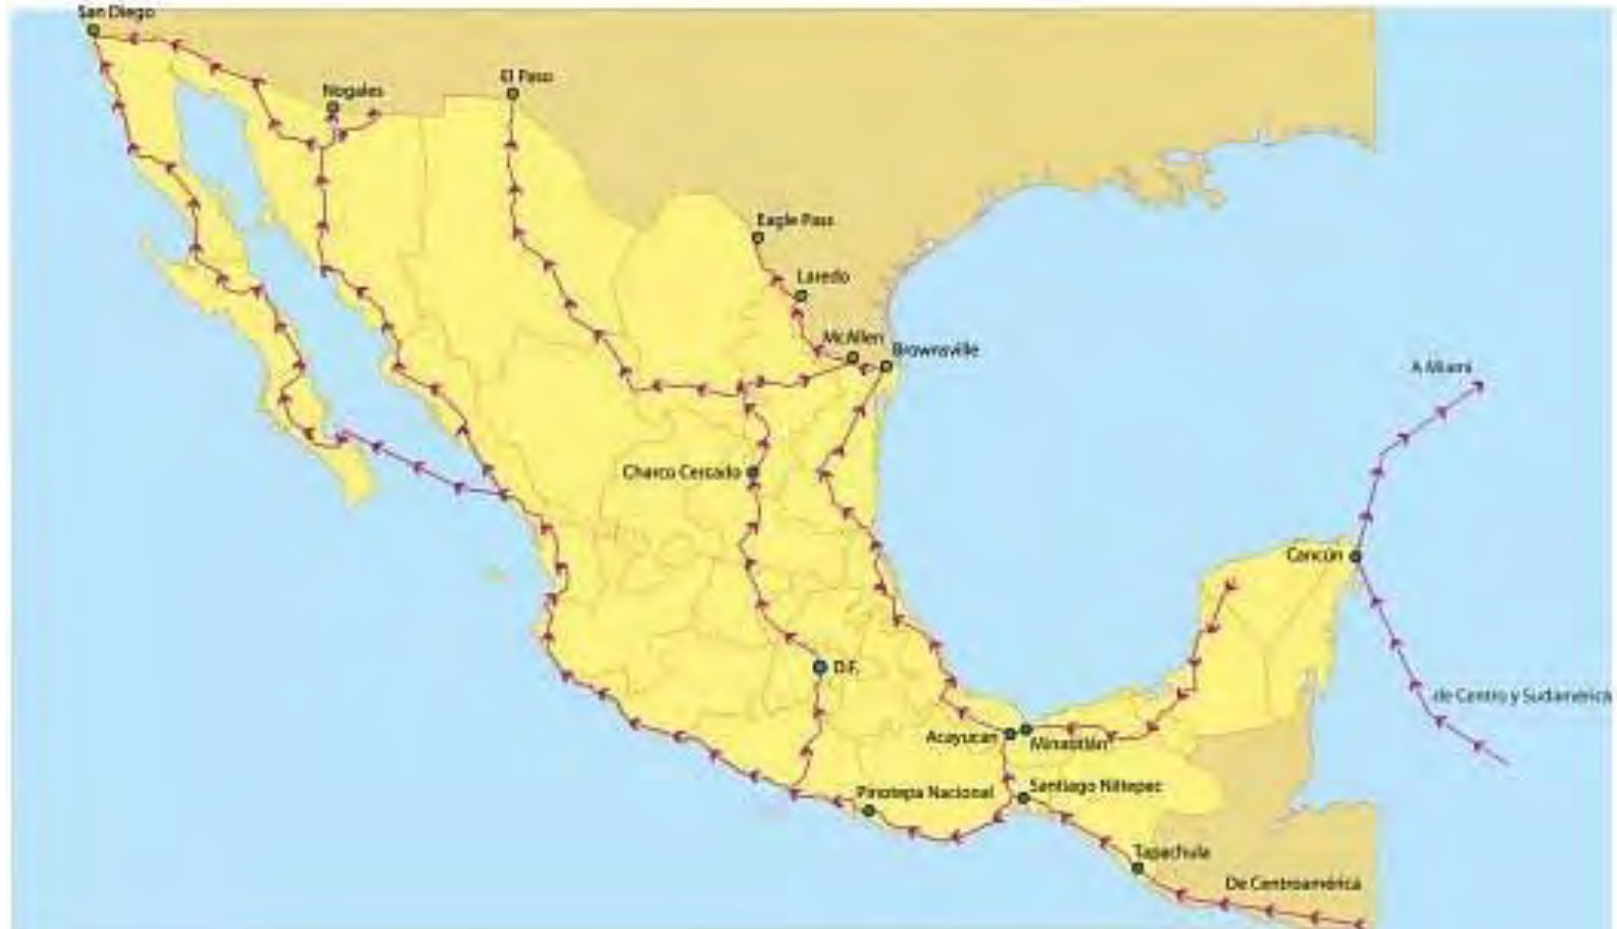 San Diego
El Paso
Nogales
Eagle Pass
Laredo
McAllen
Brownsville
A Miami
Charco Cercado
Cancún
D.F.
de Centro y Sudamérica
Acayucan
Minatitlán
Pinotepa Nacional
Santiago Niltepec
Tapachula
De Centroamérica